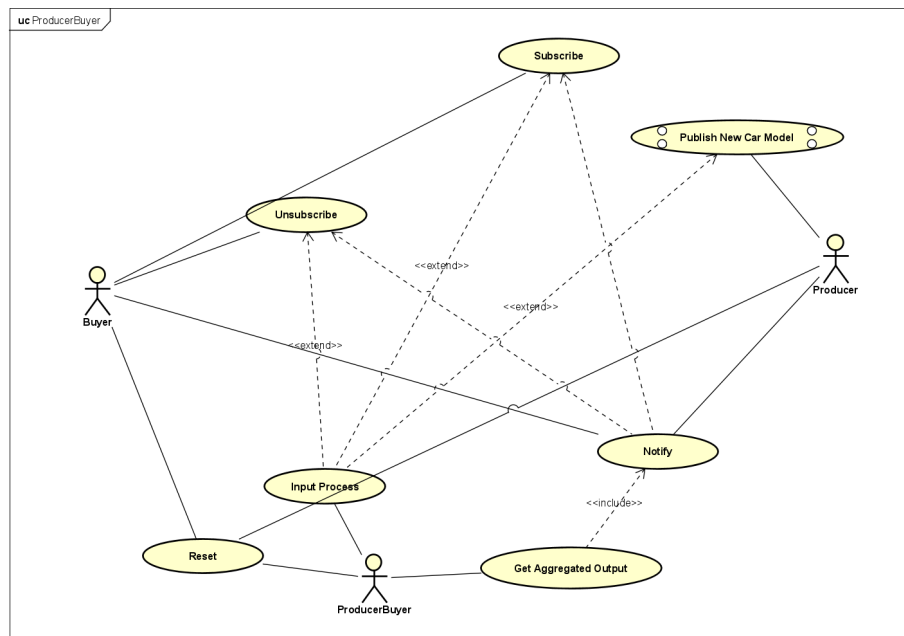 uc ProducerBuyer
Subscribe
Publish New Car Model
Unsubscribe
<<extend>>
Producer
<<extend>>
Buyer
<<extend>>
Notify
Input Process
<<include>>
Reset
Get Aggregated Output
ProducerBuyer